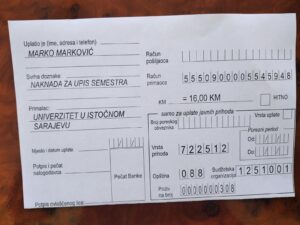 Uplatio je (ime, adresa i telefon)
MARKO MARKOVIĆ
Svrha doznake:
NAKNADA ZA UPIS SEMESTRA
Primalac:
UNIVERZITET U ISTOČNOM
SARAJEVU
Mjesto i datum uplate
Potpis i pečat
nalogodavca
Pečat Banke
Potpis ovlaščenog lica
Račun
pošiljaoca
Račun
primaoca
5550900005545948
KM
= 16,00 KM
HITNO
samo za uplate javnih prihoda
Broj poreskog
obveznika
Vrsta uplate
Vrsta
prihoda
722512
Poreski period
Od:
Do:
Opština
088
Budžetska
organizacija
1251001
Poziv
na broj
0000000308